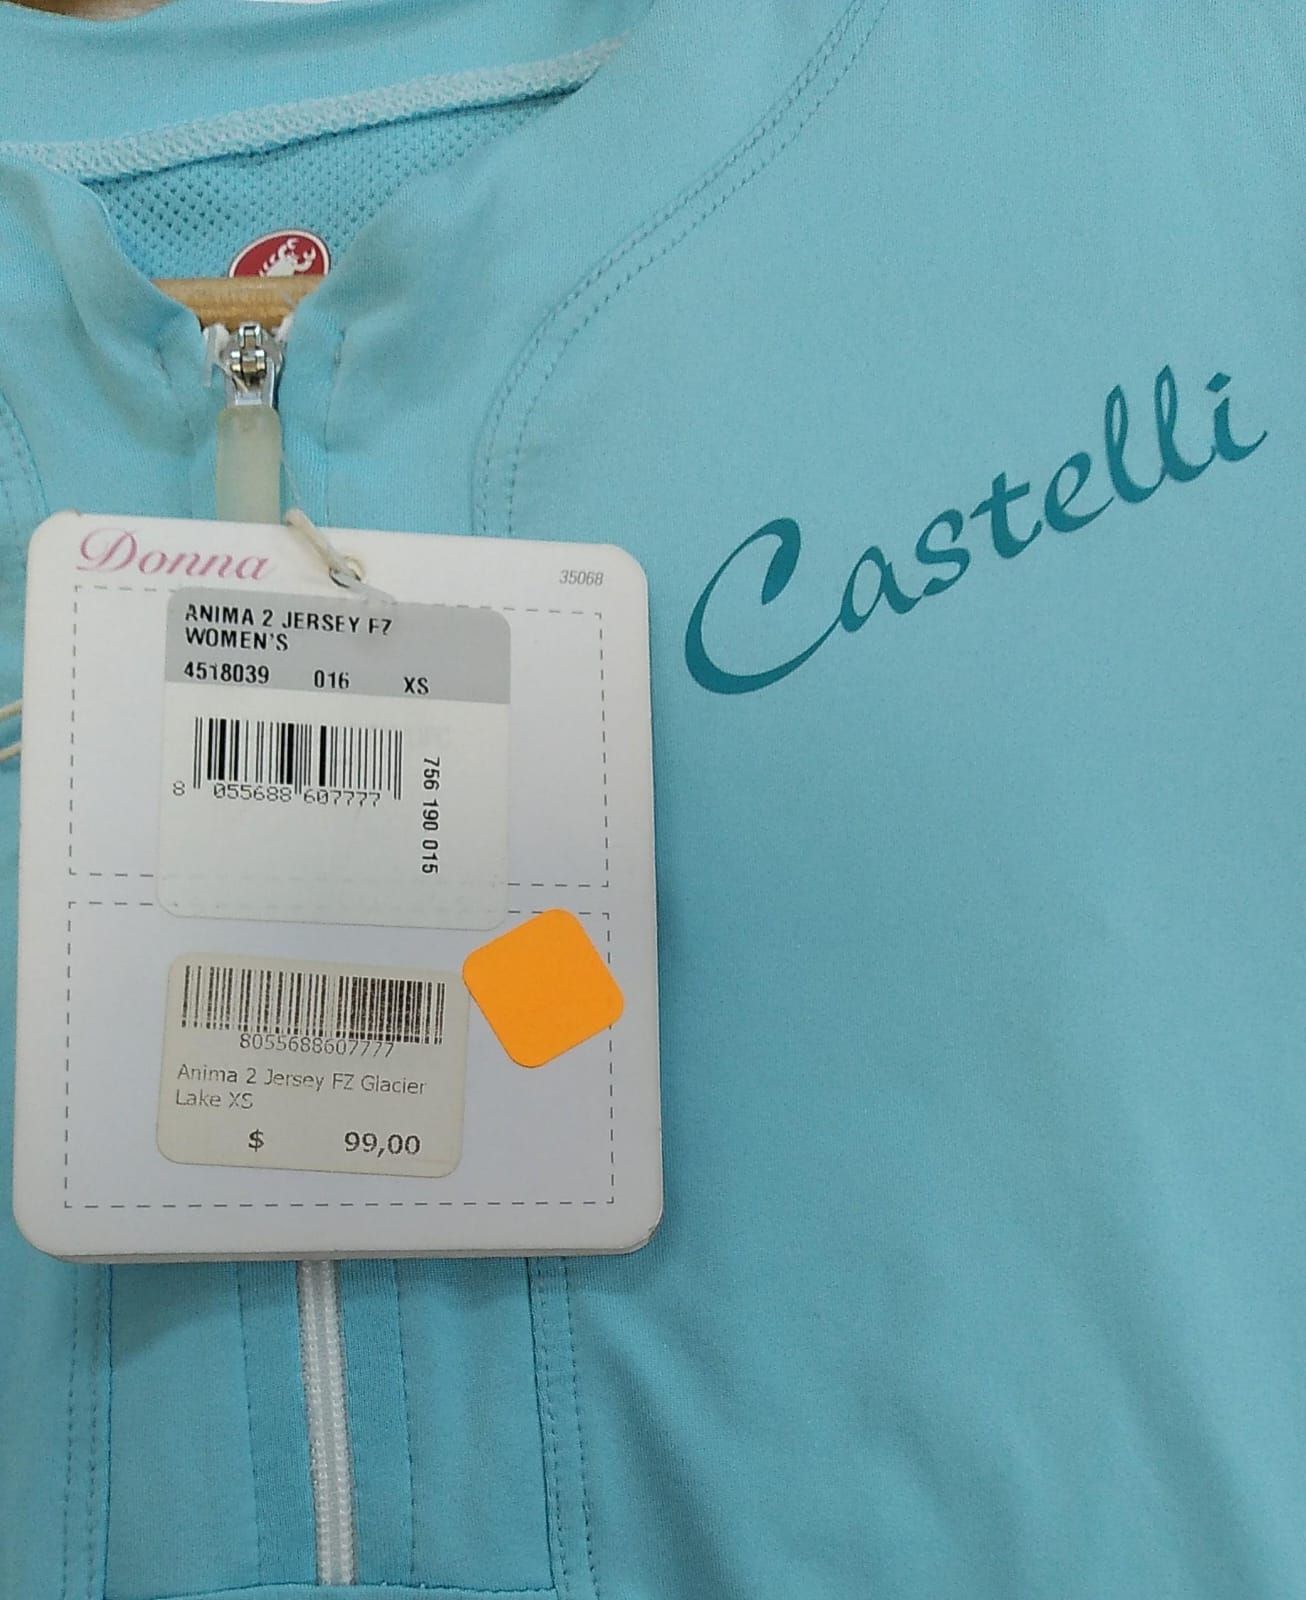 Castelli
Donna
35068
ANIMA 2 JERSEY FZ
WOMEN'S
4518039 016 XS
8 055688 607777
756 190 015
8055688607777
Anima 2 Jersey FZ Glacier
Lake XS
$ 99,00